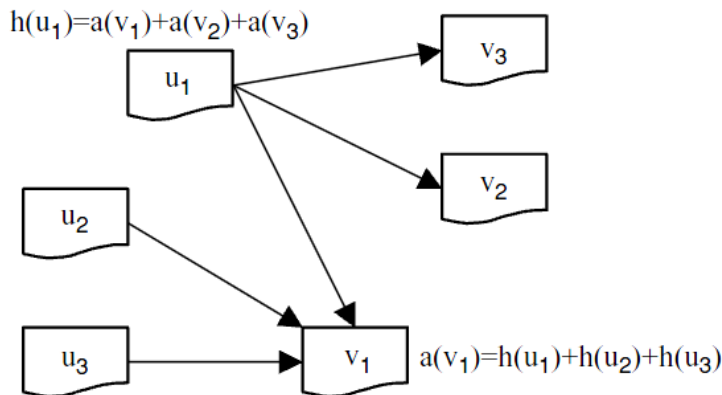 h(u₁)=a(v₁)+a(v₂)+a(v₃)
u₁
v₃
v₂
u₂
u₃
v₁
a(v₁)=h(u₁)+h(u₂)+h(u₃)